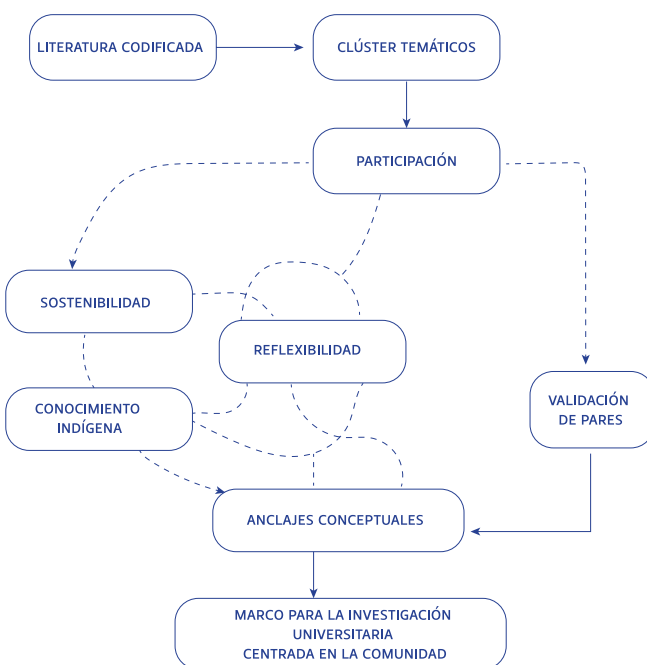 LITERATURA CODIFICADA
CLÚSTER TEMÁTICOS
PARTICIPACIÓN
SOSTENIBILIDAD
REFLEXIBILIDAD
CONOCIMIENTO
INDÍGENA
VALIDACIÓN
DE PARES
ANCLAJES CONCEPTUALES
MARCO PARA LA INVESTIGACIÓN
UNIVERSITARIA
CENTRADA EN LA COMUNIDAD